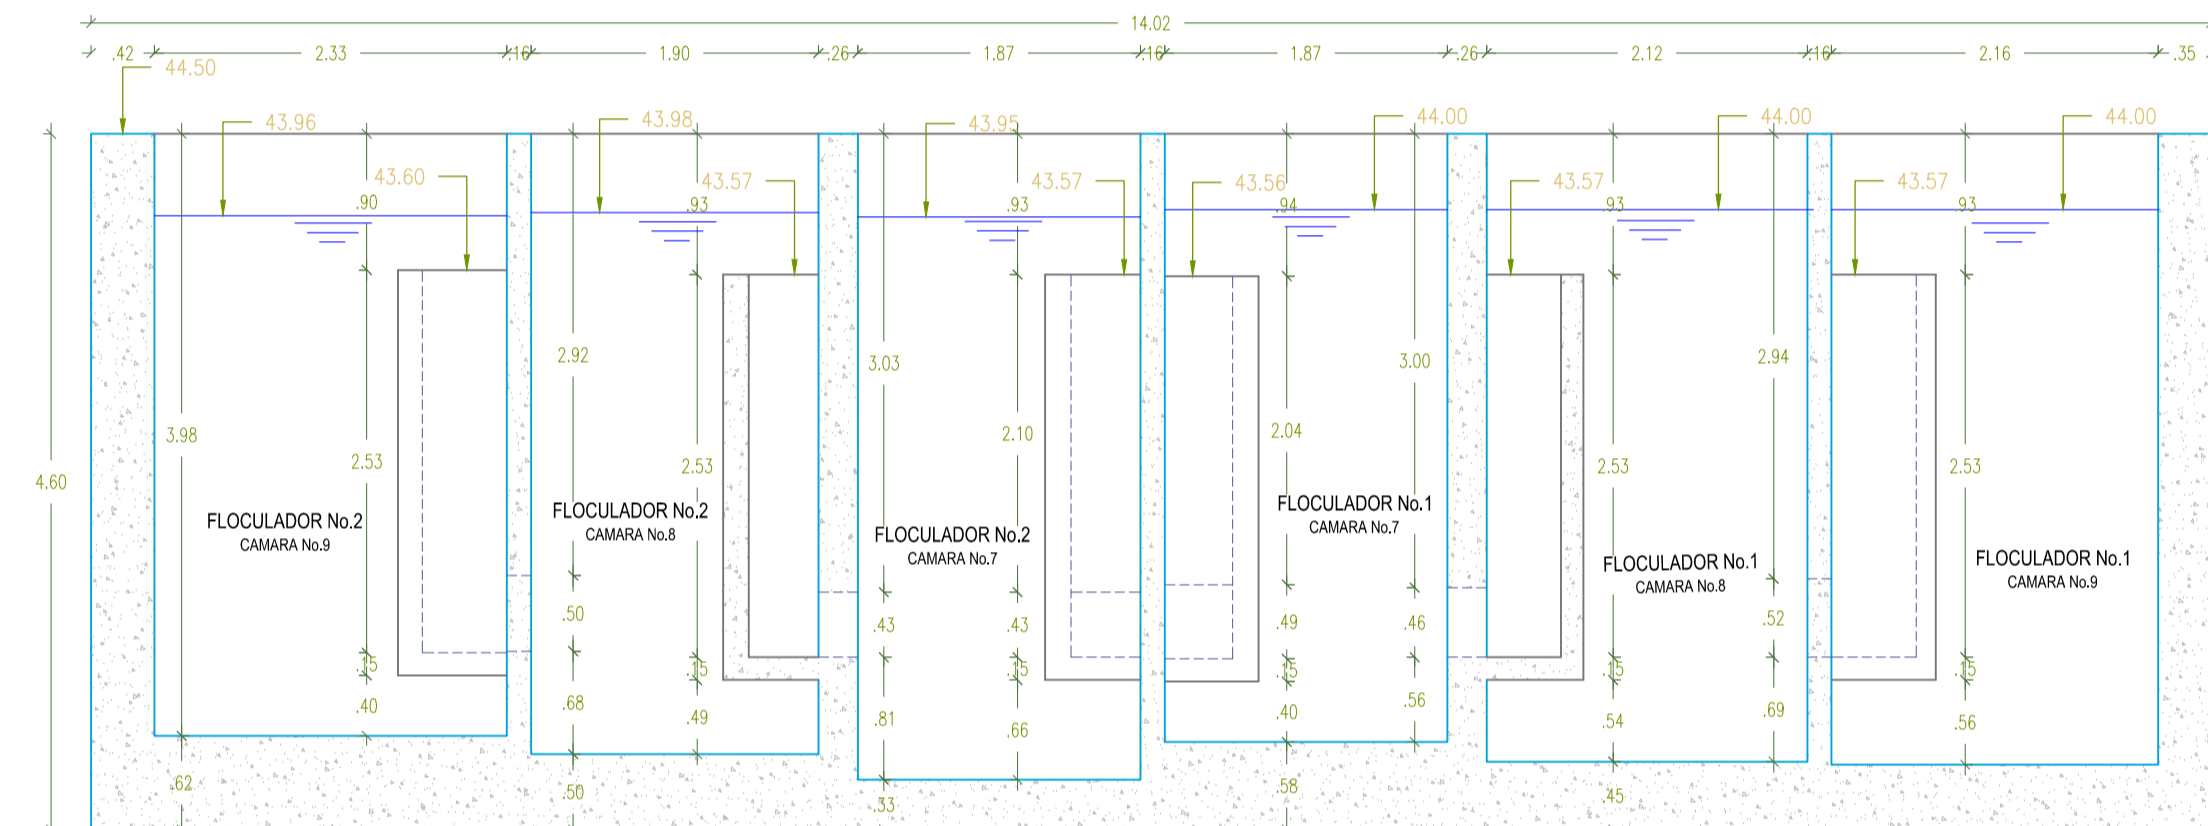 14.02
.42 2.33 .16 1.90 .26 1.87 .16 1.87 .26 2.12 .16 2.16 .35
44.50
43.96 43.98 43.95 44.00 44.00 44.00
43.60 43.57 43.57 43.56 43.57 43.57
.90 .93 .93 .94 .93 .93
2.92 3.03 3.00 2.94
3.98 2.53 2.53 2.10 2.04 2.53 2.53
4.60
FLOCULADOR No.2
CAMARA No.9
FLOCULADOR No.2
CAMARA No.8
FLOCULADOR No.2
CAMARA No.7
FLOCULADOR No.1
CAMARA No.7
FLOCULADOR No.1
CAMARA No.8
FLOCULADOR No.1
CAMARA No.9
.50 .43 .43 .49 .46 .52
.15 .15 .15 .15 .15 .15
.40 .68 .49 .81 .66 .40 .56 .54 .69 .56
.62 .50 .33 .58 .45